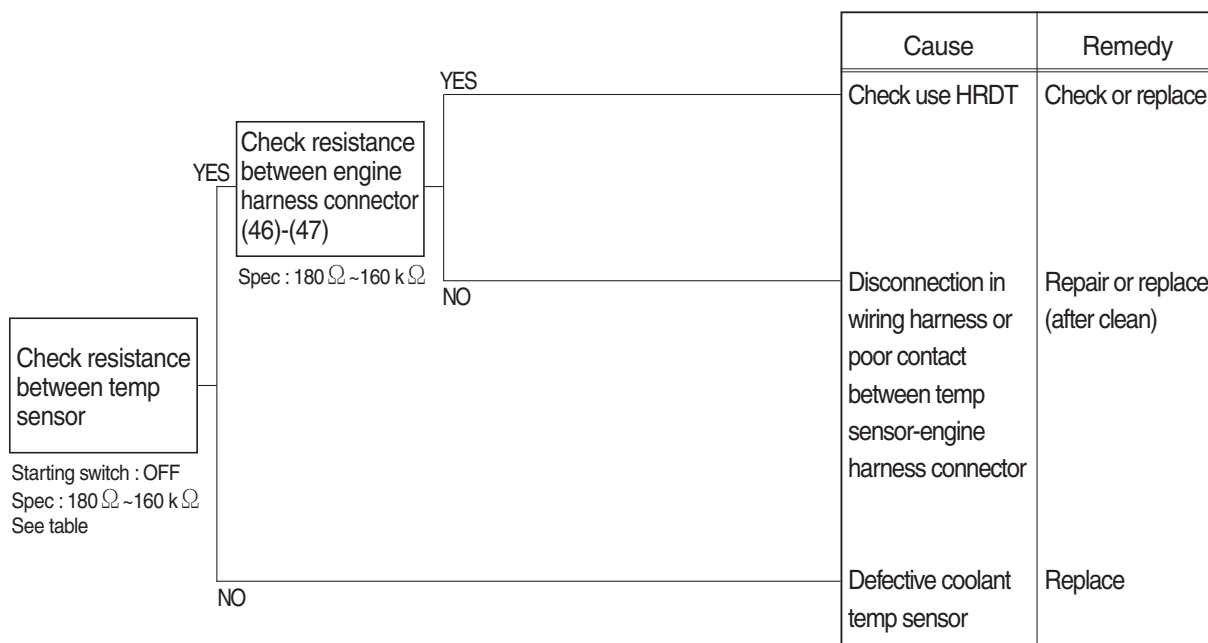 Cause Remedy
YES
Check use HRDT Check or replace
Check resistance
between engine
harness connector
(46)-(47)
YES
Spec : 180 Ω ~160 k Ω
NO
Disconnection in
wiring harness or
poor contact
between temp
sensor-engine
harness connector
Repair or replace
(after clean)
Check resistance
between temp
sensor
Starting switch : OFF
Spec : 180 Ω ~160 k Ω
See table
NO
Defective coolant
temp sensor
Replace